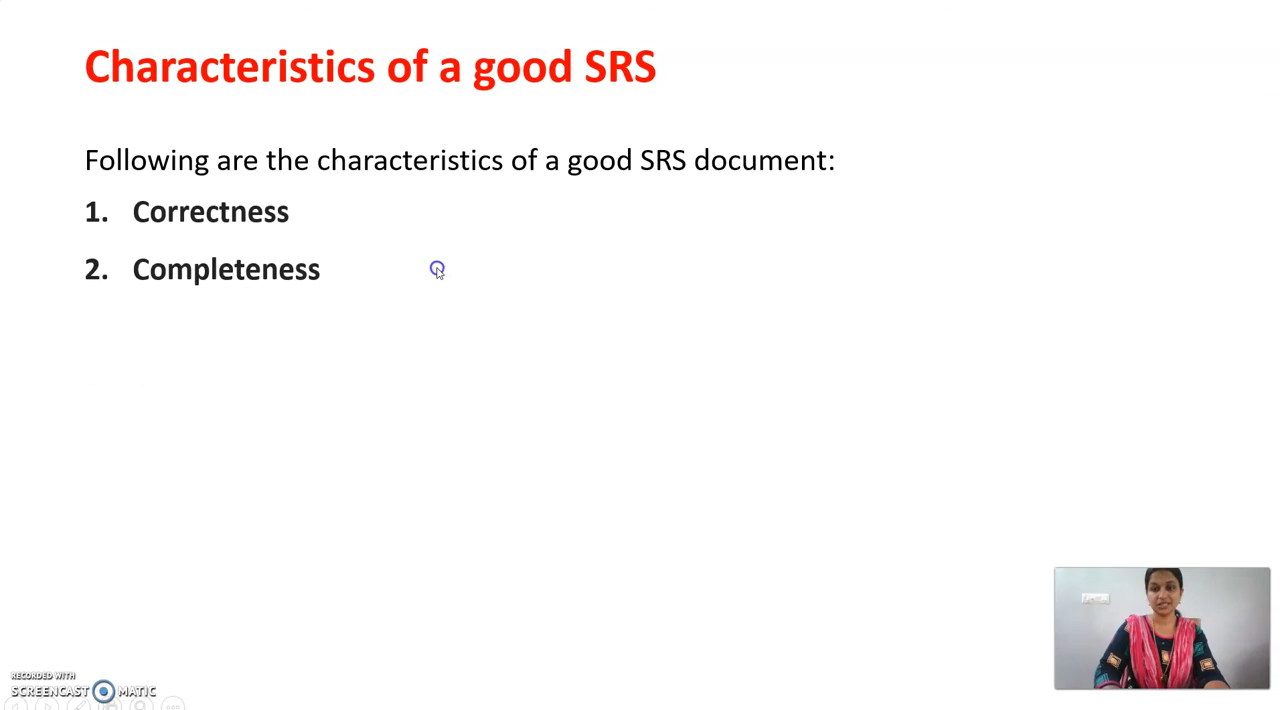 Characteristics of a good SRS
Following are the characteristics of a good SRS document:
1. Correctness
2. Completeness
RECORDED WITH
SCREENCAST MATIC